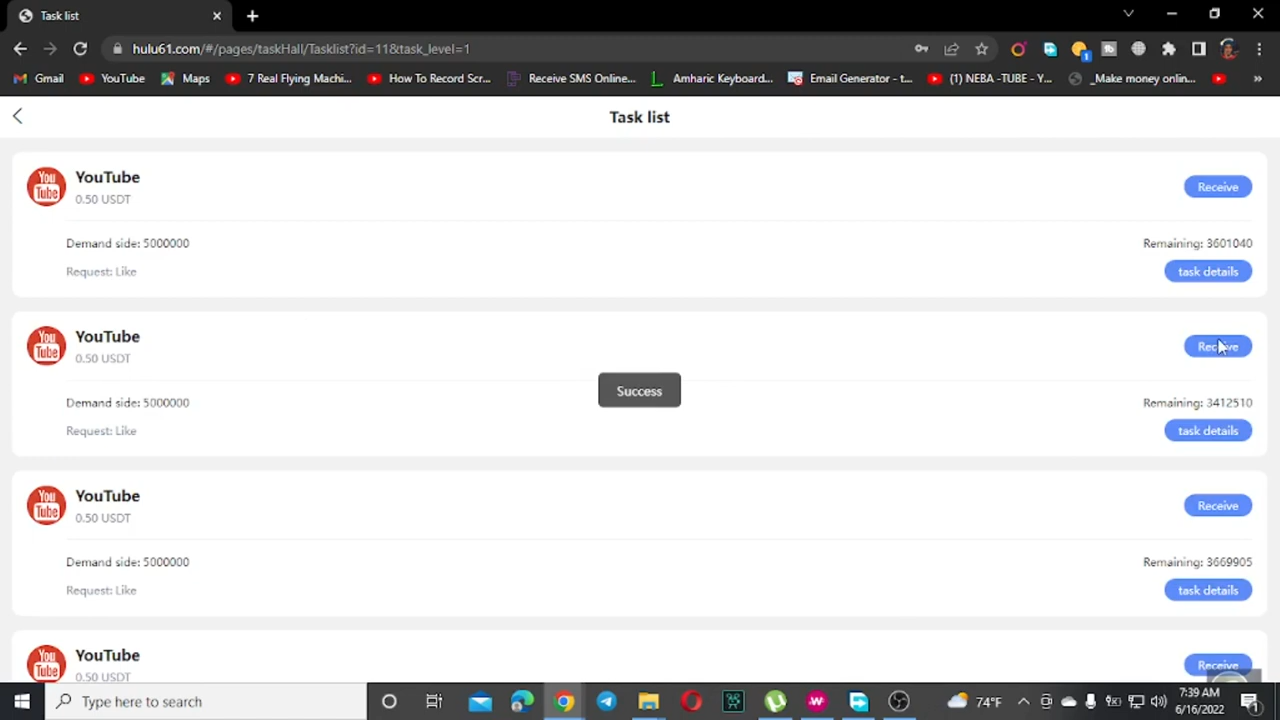 Task list
hulu61.com/#/pages/taskHall/Tasklist?id=11&task_level=1
Gmail YouTube Maps 7 Real Flying Machi... How To Record Scr... Receive SMS Online... Amharic Keyboard... Email Generator - t... (1) NEBA -TUBE - Y... _Make money onlin... »
Task list
YouTube
0.50 USDT
Receive
Demand side: 5000000
Remaining: 3601040
Request: Like
task details
YouTube
0.50 USDT
Receive
Success
Demand side: 5000000
Remaining: 3412510
Request: Like
task details
YouTube
0.50 USDT
Receive
Demand side: 5000000
Remaining: 3669905
Request: Like
task details
YouTube
0.50 USDT
Receive
Type here to search
74°F
7:39 AM
6/16/2022